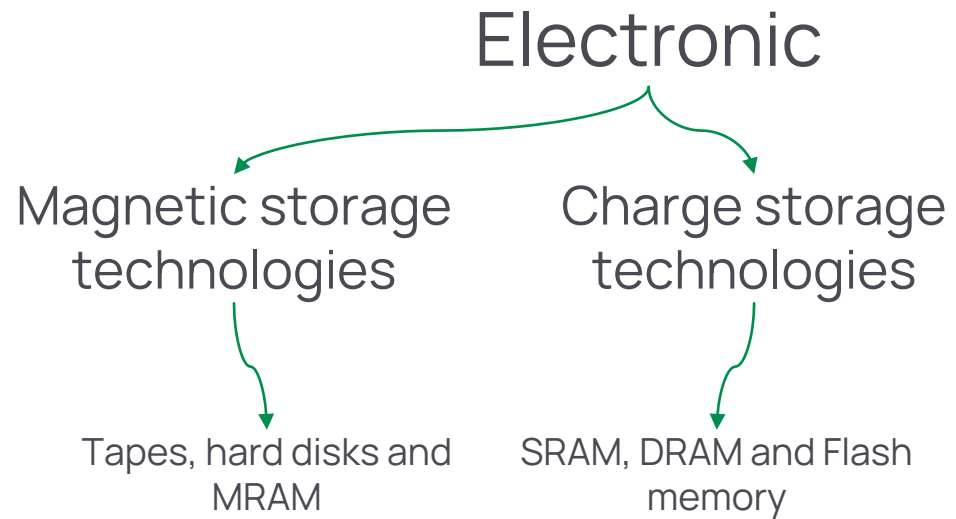 Electronic
Magnetic storage
technologies
Charge storage
technologies
Tapes, hard disks and
MRAM
SRAM, DRAM and Flash
memory